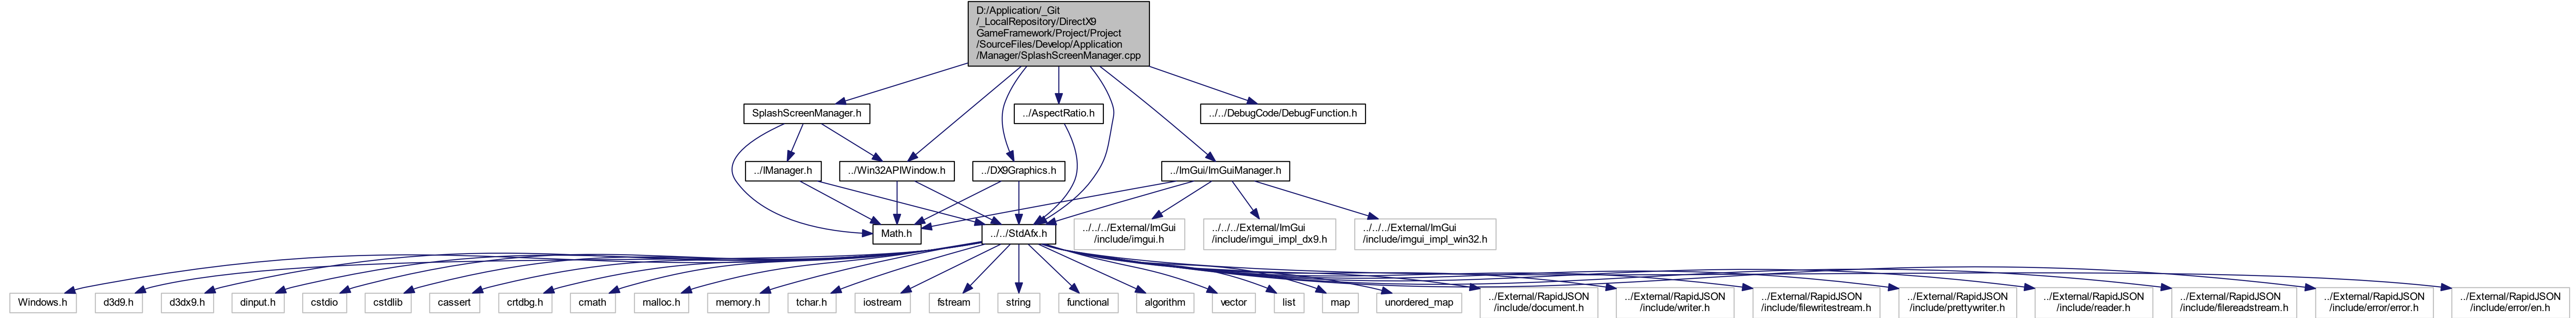 D:/Application/_Git
/_LocalRepository/DirectX9
GameFramework/Project/Project
/SourceFiles/Develop/Application
/Manager/SplashScreenManager.cpp
SplashScreenManager.h
../AspectRatio.h
../../DebugCode/DebugFunction.h
../IManager.h
../Win32APIWindow.h
../DX9Graphics.h
../ImGui/ImGuiManager.h
Math.h
../../StdAfx.h
../../../External/ImGui
/include/imgui.h
../../../External/ImGui
/include/imgui_impl_dx9.h
../../../External/ImGui
/include/imgui_impl_win32.h
Windows.h
d3d9.h
d3dx9.h
dinput.h
cstdio
cstdlib
cassert
crtdbg.h
cmath
malloc.h
memory.h
tchar.h
iostream
fstream
string
functional
algorithm
vector
list
map
unordered_map
../External/RapidJSON
/include/document.h
../External/RapidJSON
/include/writer.h
../External/RapidJSON
/include/filewritestream.h
../External/RapidJSON
/include/prettywriter.h
../External/RapidJSON
/include/reader.h
../External/RapidJSON
/include/filereadstream.h
../External/RapidJSON
/include/error/error.h
../External/RapidJSON
/include/error/en.h